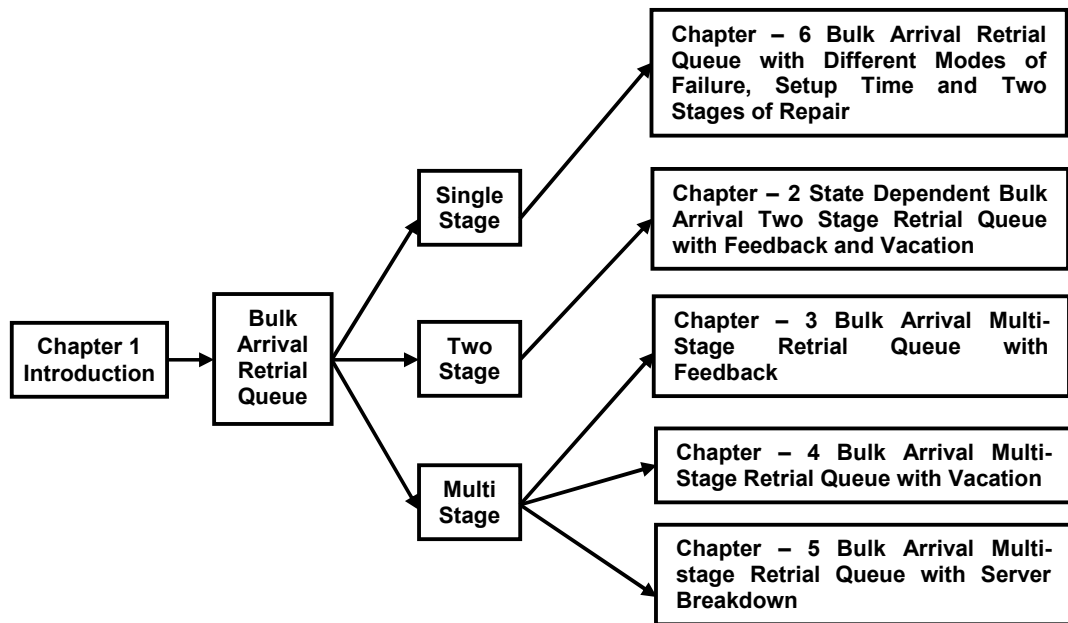 Chapter 1
Introduction
Bulk
Arrival
Retrial
Queue
Single
Stage
Two
Stage
Multi
Stage
Chapter – 6 Bulk Arrival Retrial
Queue with Different Modes of
Failure, Setup Time and Two
Stages of Repair
Chapter – 2 State Dependent Bulk
Arrival Two Stage Retrial Queue
with Feedback and Vacation
Chapter – 3 Bulk Arrival Multi-
Stage Retrial Queue with
Feedback
Chapter – 4 Bulk Arrival Multi-
Stage Retrial Queue with Vacation
Chapter – 5 Bulk Arrival Multi-
stage Retrial Queue with Server
Breakdown